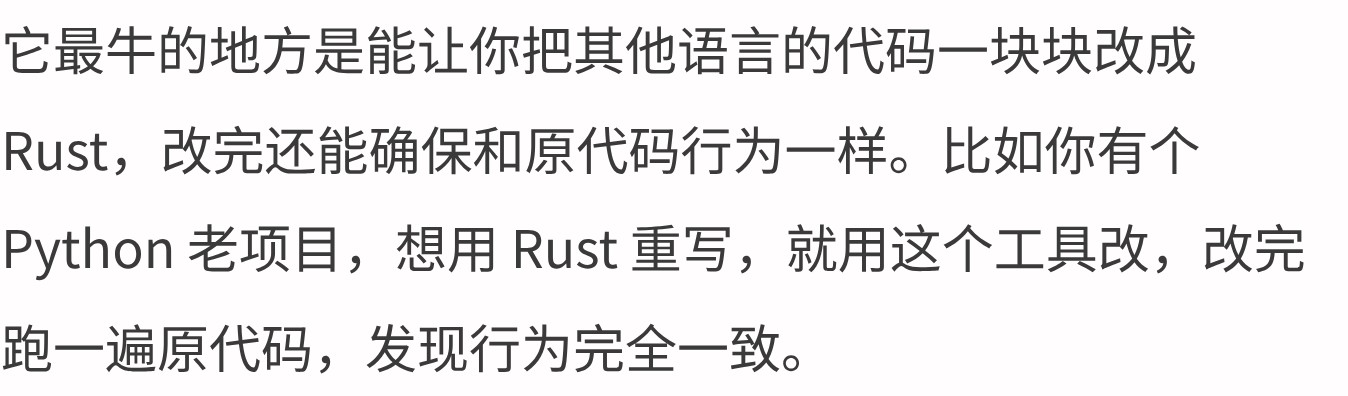 它最牛的地方是能让你把其他语言的代码一块块改成
Rust，改完还能确保和原代码行为一样。比如你有个
Python 老项目，想用 Rust 重写，就用这个工具改，改完
跑一遍原代码，发现行为完全一致。